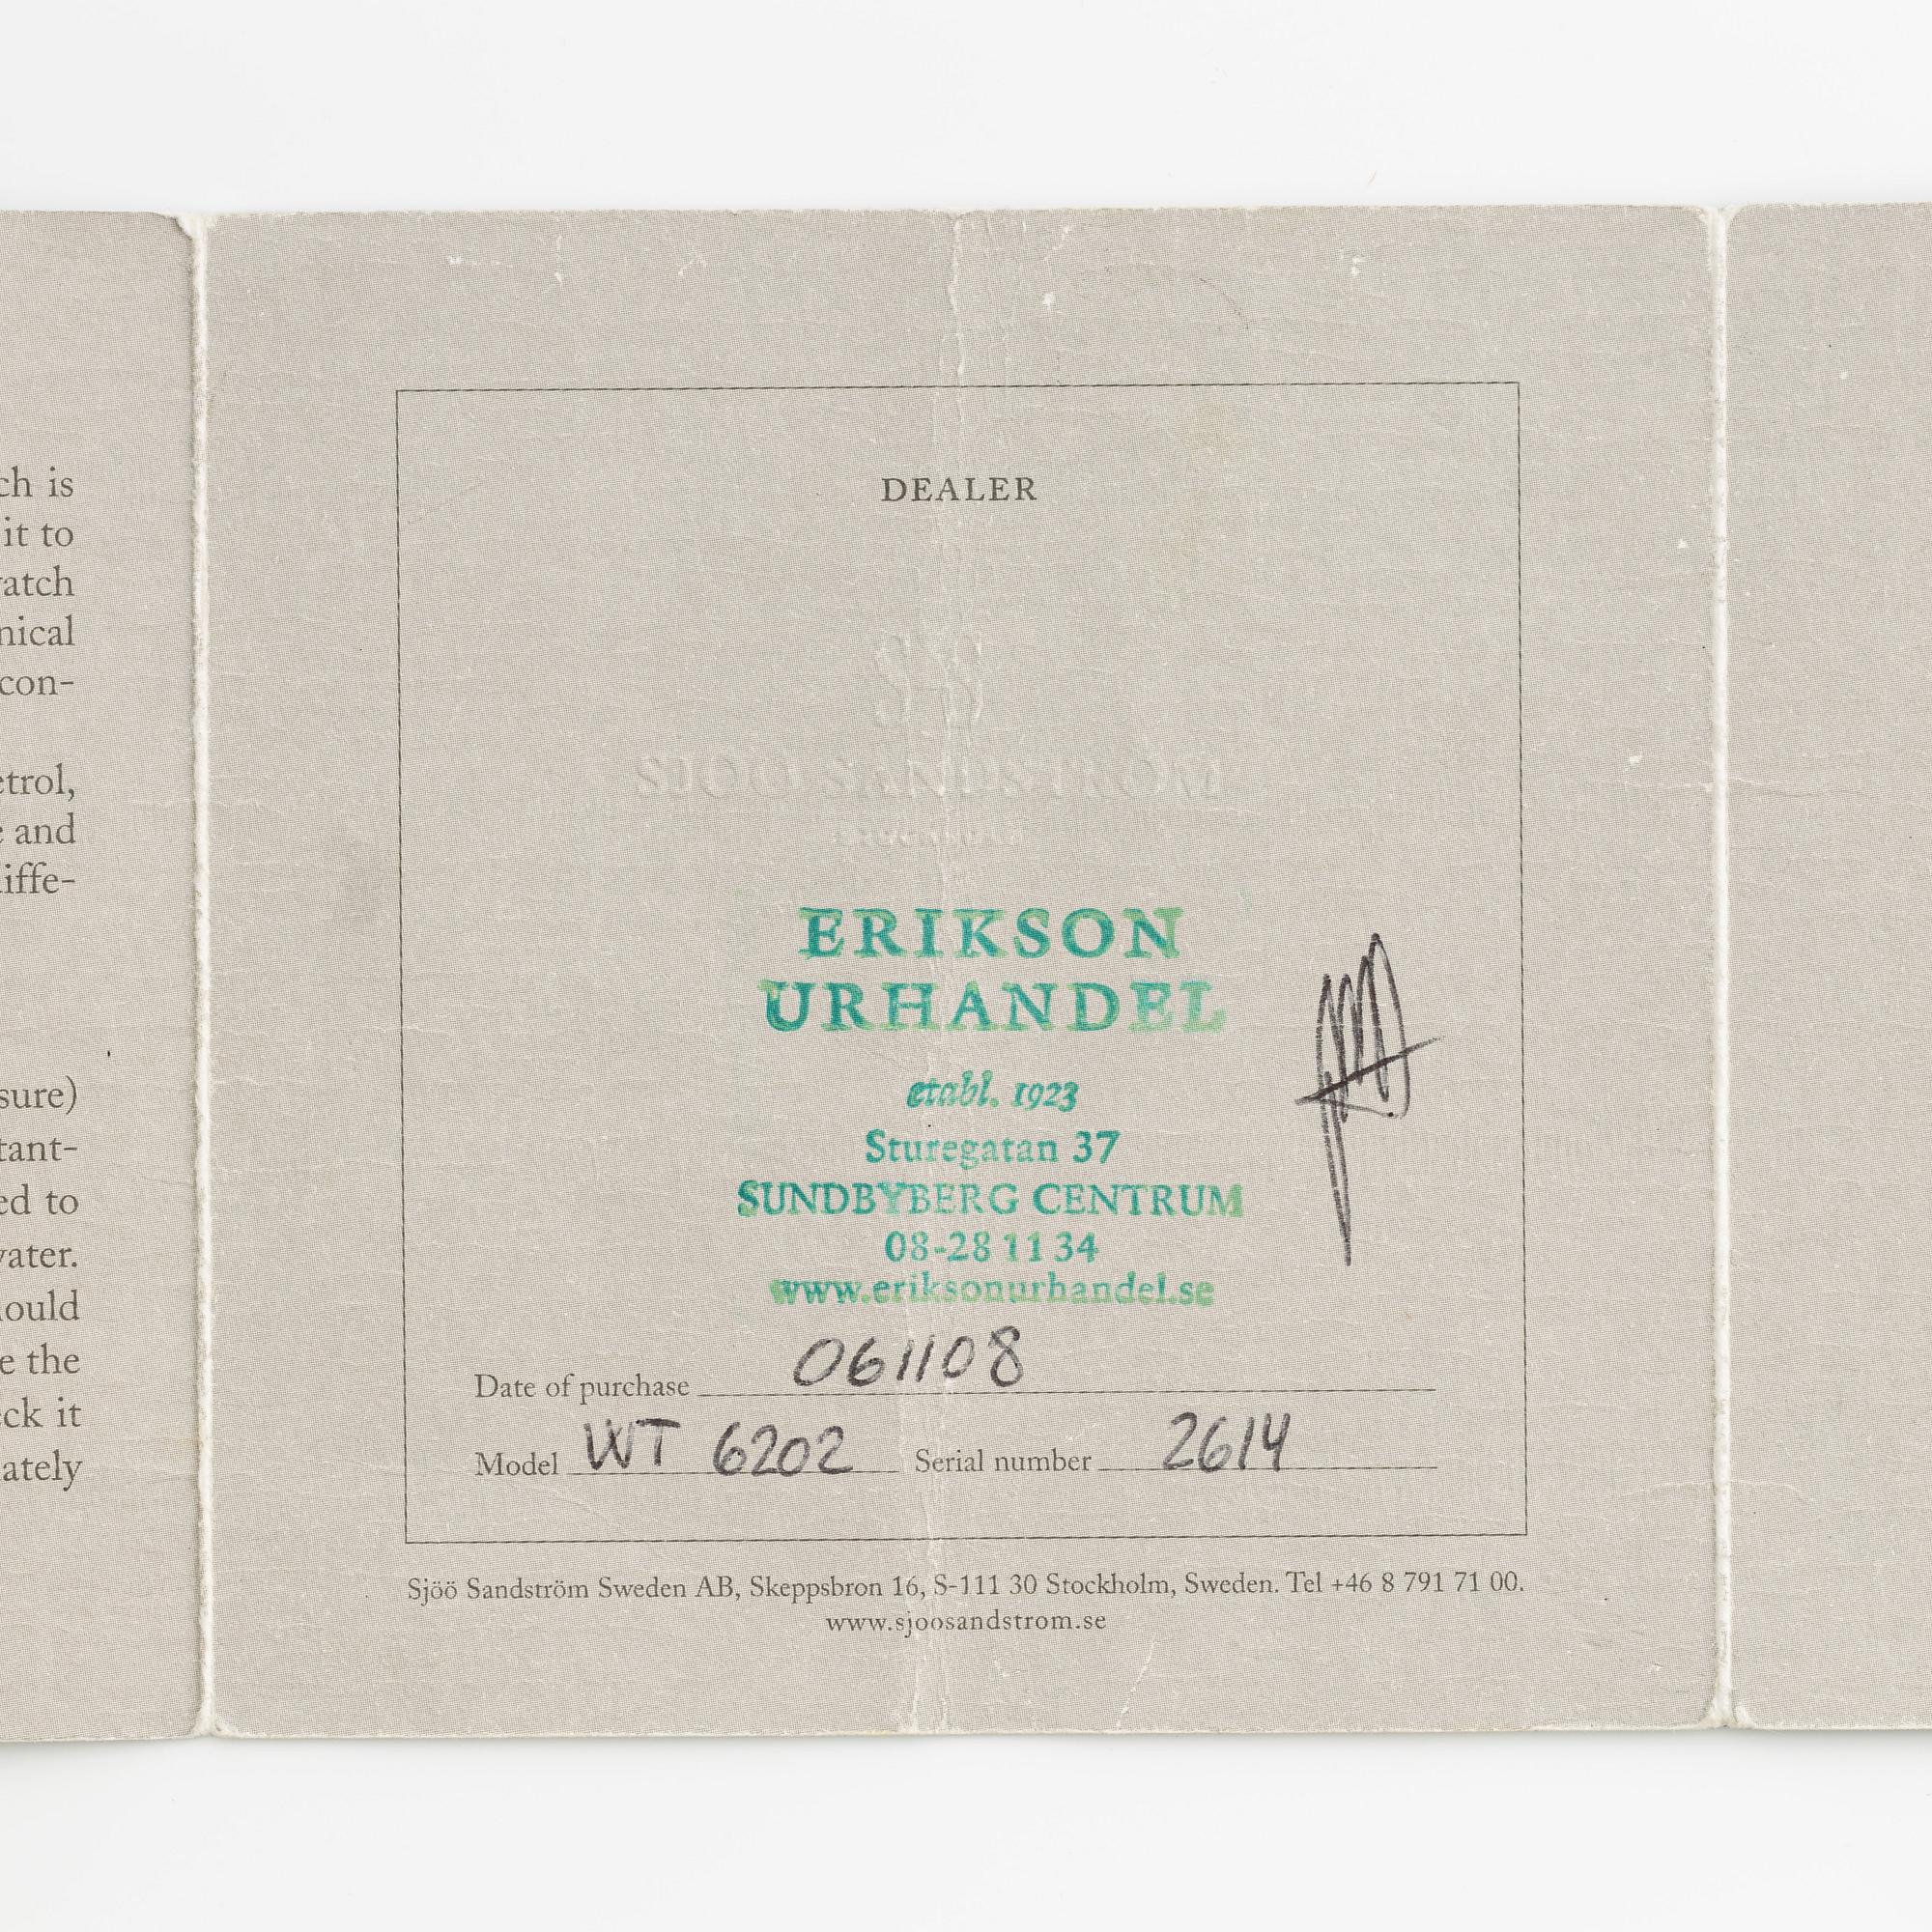 ch is
it to
atch
nical
con-
etrol,
e and
iffe-
sure)
tant-
ed to
vater.
ould
e the
ck it
ately
DEALER
SJÖÖ SANDSTRÖM
ERIKSON
URHANDEL
etabl. 1923
Sturegatan 37
SUNDBYBERG CENTRUM
08-28 11 34
www.eriksonurhandel.se
Date of purchase 061108
Model WT 6202 Serial number 2614
Sjöö Sandström Sweden AB, Skeppsbron 16, S-111 30 Stockholm, Sweden. Tel +46 8 791 71 00.
www.sjoosandstrom.se